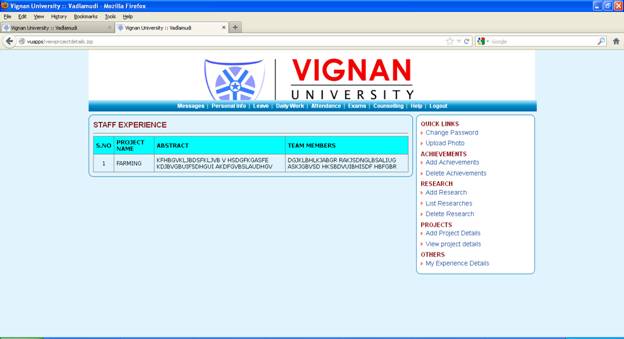 Vignan University :: Vadlamudi - Mozilla Firefox
File Edit View History Bookmarks Tools Help
Vignan University :: Vadlamudi
Vignan University :: Vadlamudi
vuapps/viewprojectdetails.jsp
Google
VIGNAN
UNIVERSITY
Messages | Personal Info | Leave | Daily Work | Attendance | Exams | Counselling | Help | Logout
STAFF EXPERIENCE
S.NO PROJECT NAME ABSTRACT TEAM MEMBERS
1 FARMING
KFHBGVKLJBDSFKLJVB V HSDGFKGASFE
KDJBVGBUIFSDHGUI AKDFGVBSLAUDHGV
DGJKLBHLKJABGR RAKJSDNGLBSALIUG
ASKJGBVSD HKSBDVUIBHISDF HBFGBR
QUICK LINKS
Change Password
Upload Photo
ACHIEVEMENTS
Add Achievements
Delete Achievements
RESEARCH
Add Research
List Researches
Delete Research
PROJECTS
Add Project Details
View project details
OTHERS
My Experience Details